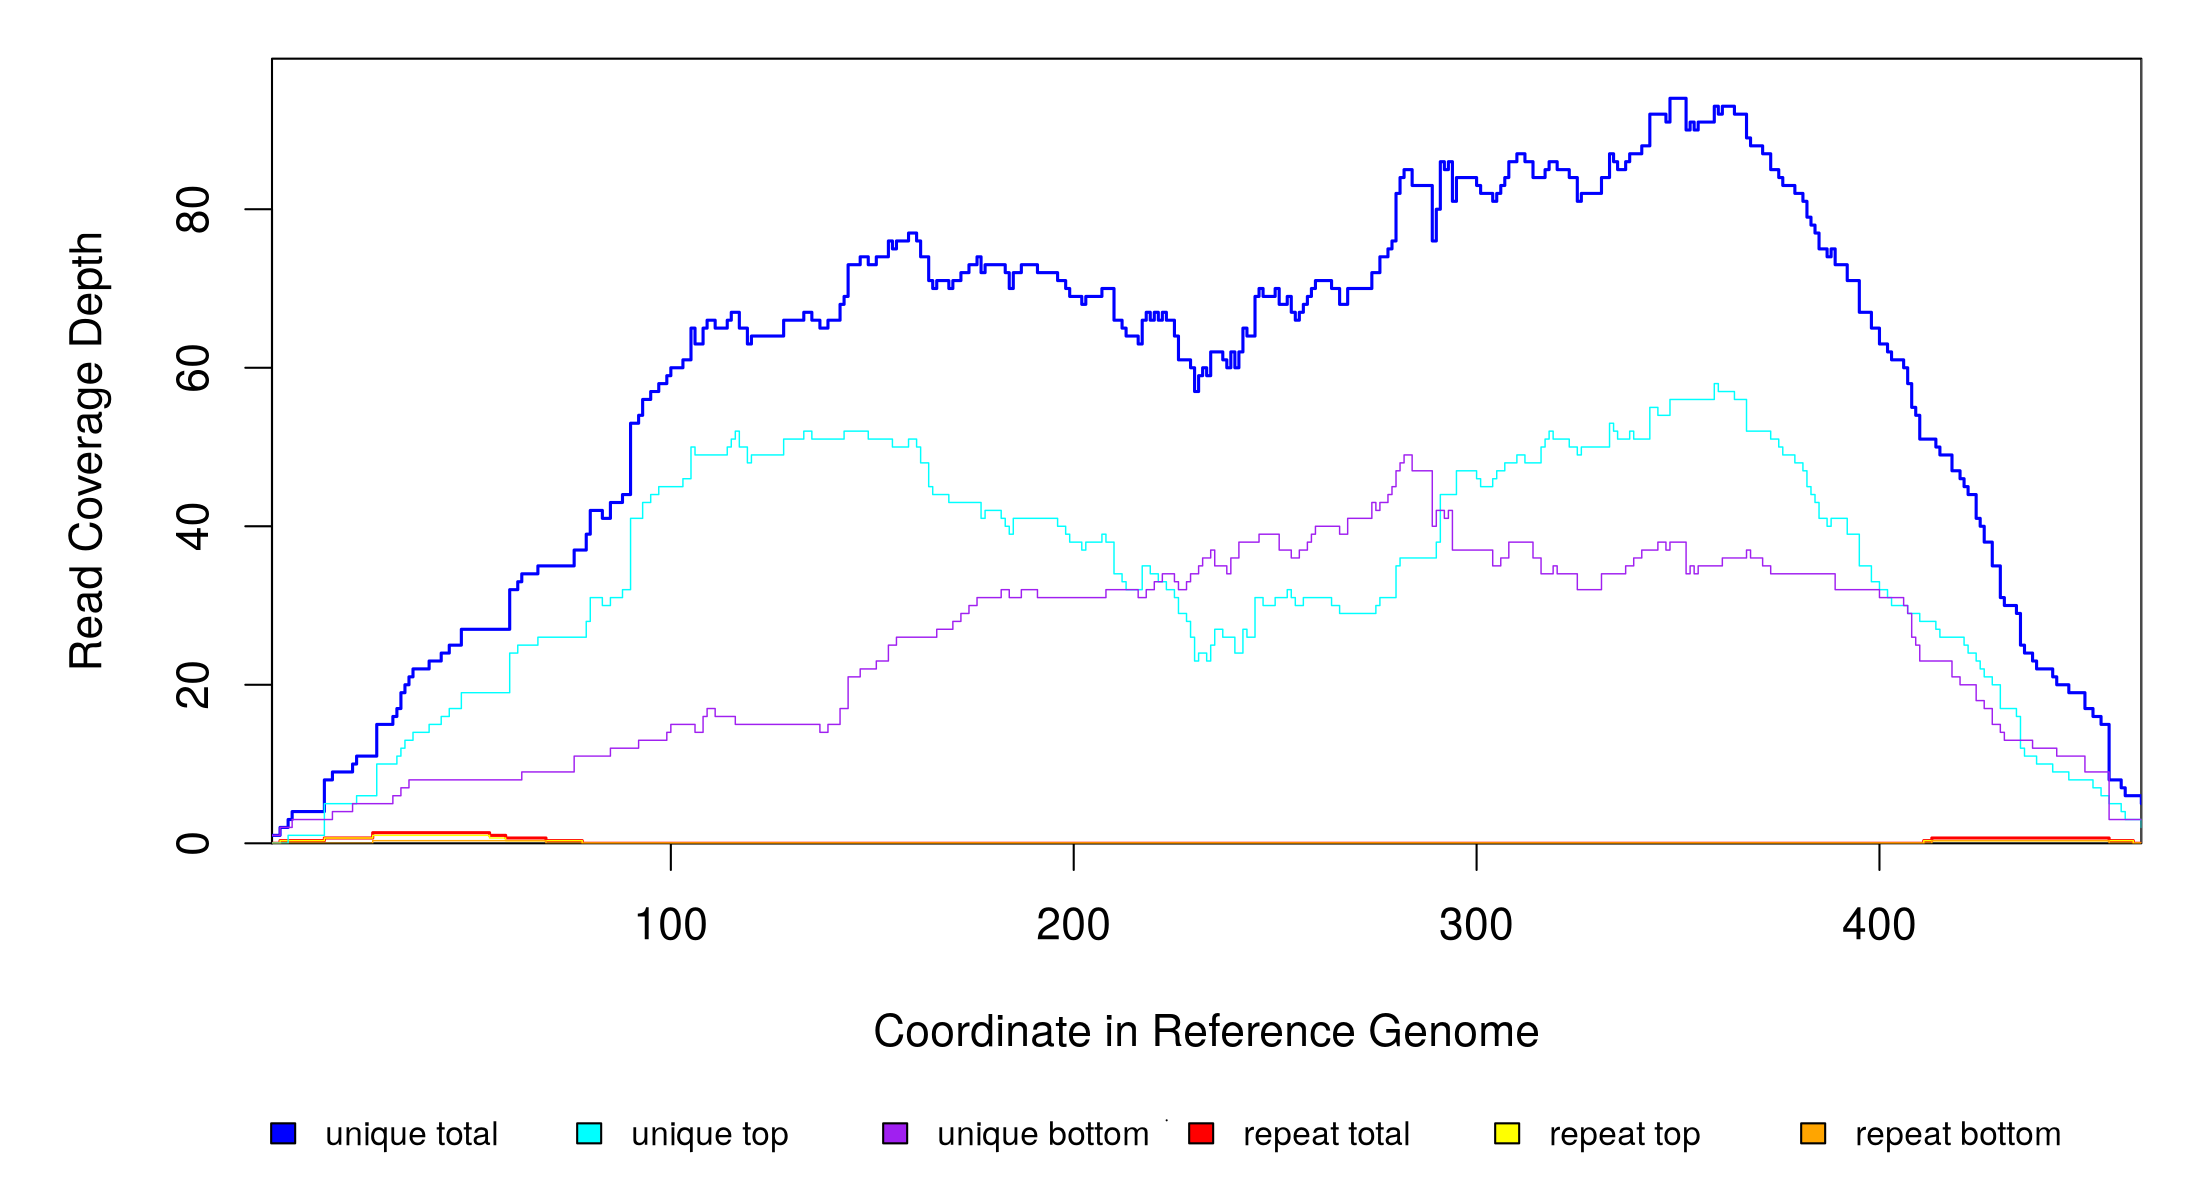 Read Coverage Depth
80
60
40
20
0
100 200 300 400
Coordinate in Reference Genome
unique total unique top unique bottom repeat total repeat top repeat bottom